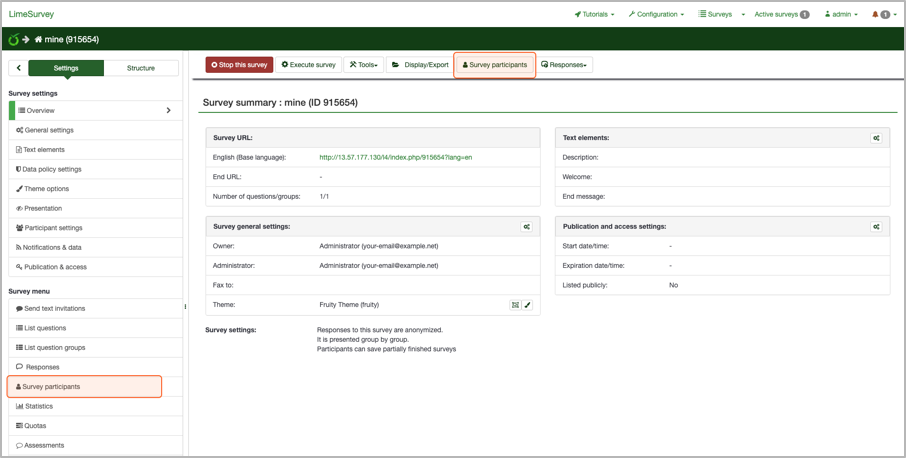 LimeSurvey
Tutorials
Configuration
Surveys
Active surveys 1
admin
1
mine (915654)
Settings
Structure
Stop this survey
Execute survey
Tools
Display/Export
Survey participants
Responses
Survey settings
Overview
General settings
Text elements
Data policy settings
Theme options
Presentation
Participant settings
Notifications & data
Publication & access
Survey menu
Send text invitations
List questions
List question groups
Responses
Survey participants
Statistics
Quotas
Assessments
Survey summary : mine (ID 915654)
Survey URL:
English (Base language): http://13.57.177.130/l4/index.php/915654?lang=en
End URL: -
Number of questions/groups: 1/1
Text elements:
Description:
Welcome:
End message:
Survey general settings:
Owner: Administrator (your-email@example.net)
Administrator: Administrator (your-email@example.net)
Fax to:
Theme: Fruity Theme (fruity)
Publication and access settings:
Start date/time: -
Expiration date/time: -
Listed publicly: No
Survey settings: Responses to this survey are anonymized.
It is presented group by group.
Participants can save partially finished surveys